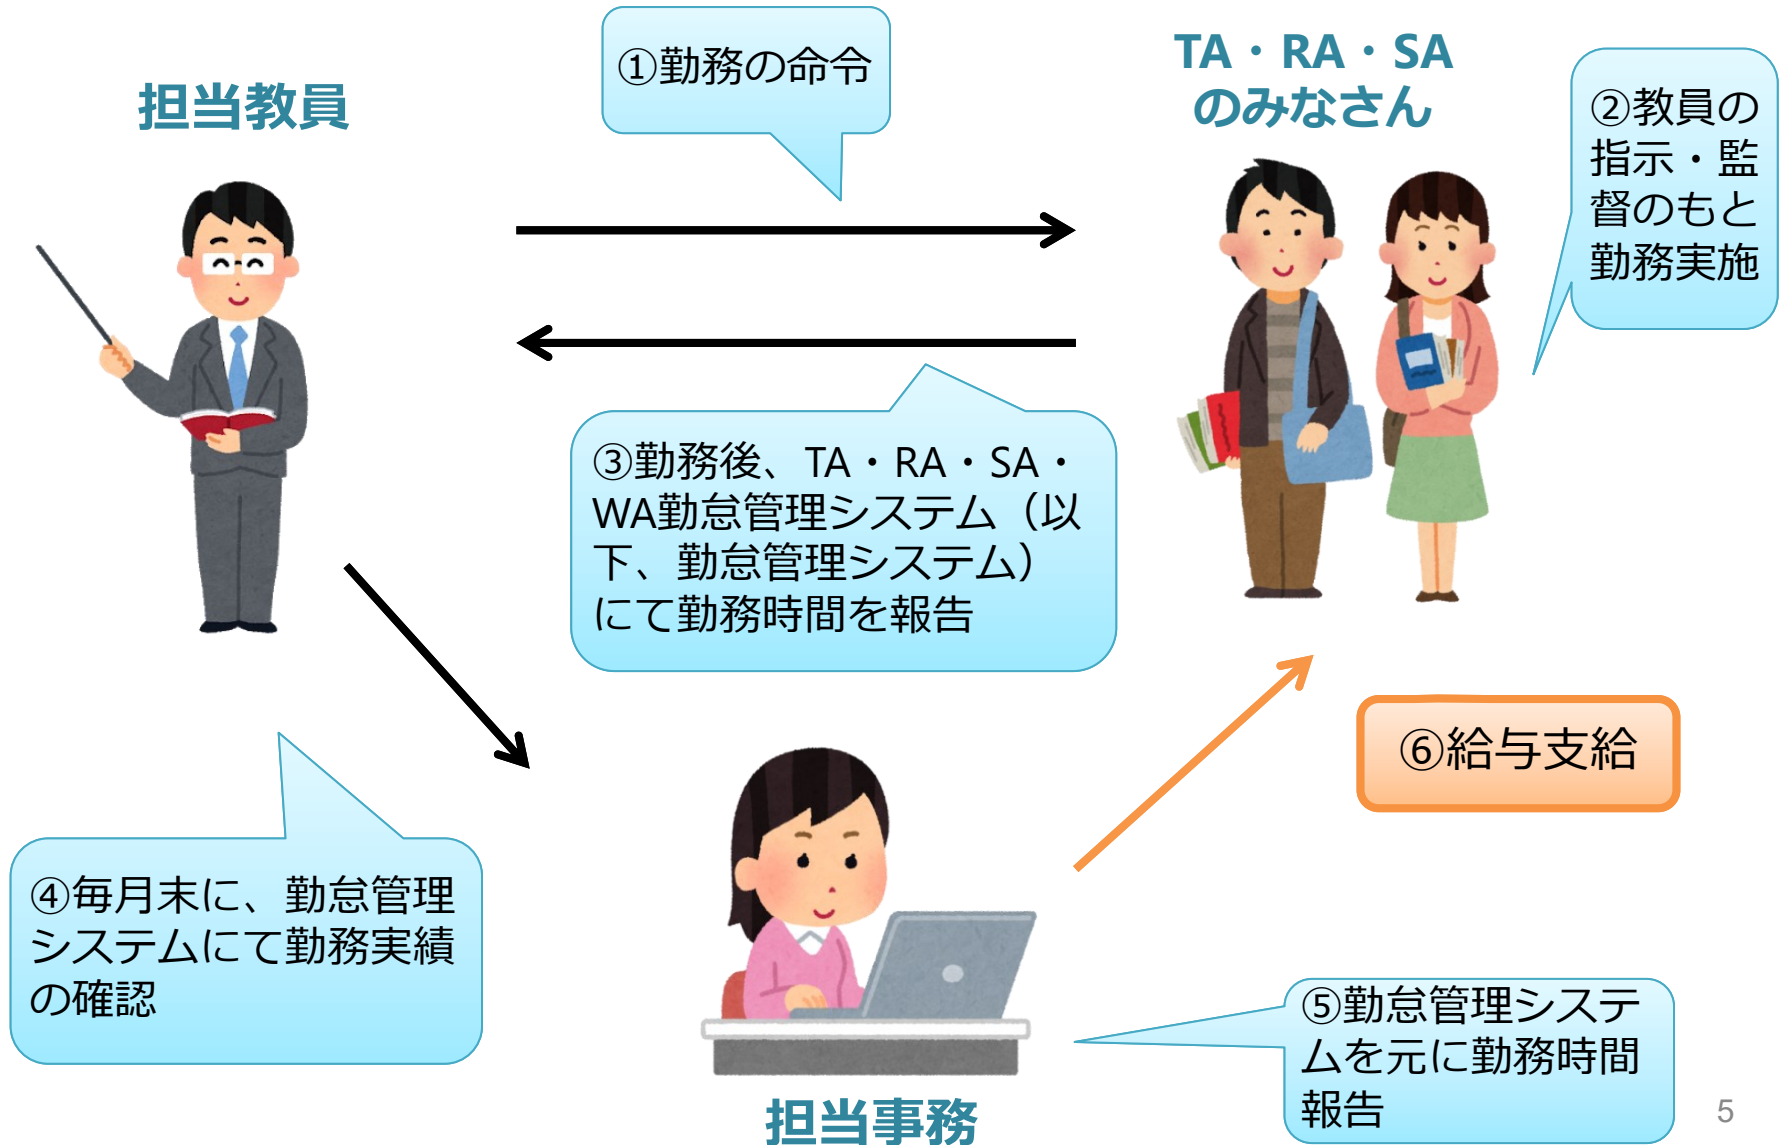 担当教員
①勤務の命令
TA・RA・SA
のみなさん
②教員の
指示・監
督のもと
勤務実施
③勤務後、TA・RA・SA・
WA勤怠管理システム（以
下、勤怠管理システム）
にて勤務時間を報告
④毎月末に、勤怠管理
システムにて勤務実績
の確認
⑥給与支給
⑤勤怠管理システ
ムを元に勤務時間
報告
担当事務
5